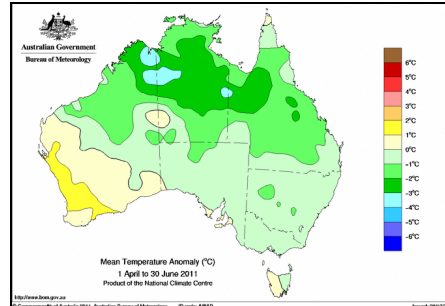 Australian Government
Bureau of Meteorology
6°C
5°C
4°C
3°C
2°C
1°C
0°C
-1°C
-2°C
-3°C
-4°C
-5°C
-6°C
Mean Temperature Anomaly (°C)
1 April to 30 June 2011
Product of the National Climate Centre
http://www.bom.gov.au